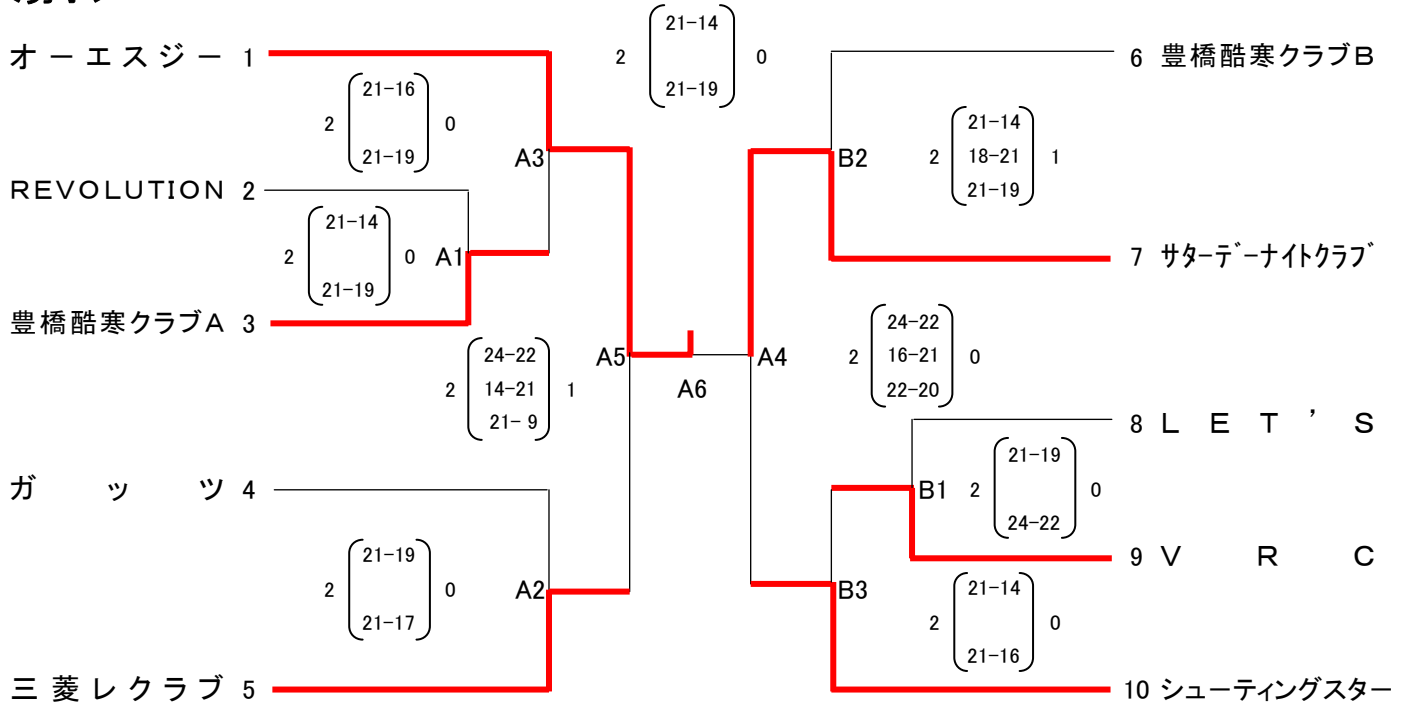 21-14
2 0
21-19
オーエスジー 1
6 豊橋酷寒クラブB
21-16
2 0
21-19
A3
B2
21-14
2 18-21 1
21-19
REVOLUTION 2
21-14
2 0
21-19
A1
7 サターデーナイトクラブ
豊橋酷寒クラブA 3
24-22
2 14-21 1
21- 9
A5
A6
A4
24-22
2 16-21 0
22-20
8 LET'S
21-19
2 0
24-22
B1
ガッツ 4
9 VRC
21-19
2 0
21-17
A2
B3
21-14
2 0
21-16
三菱レクラブ 5
10 シューティングスター